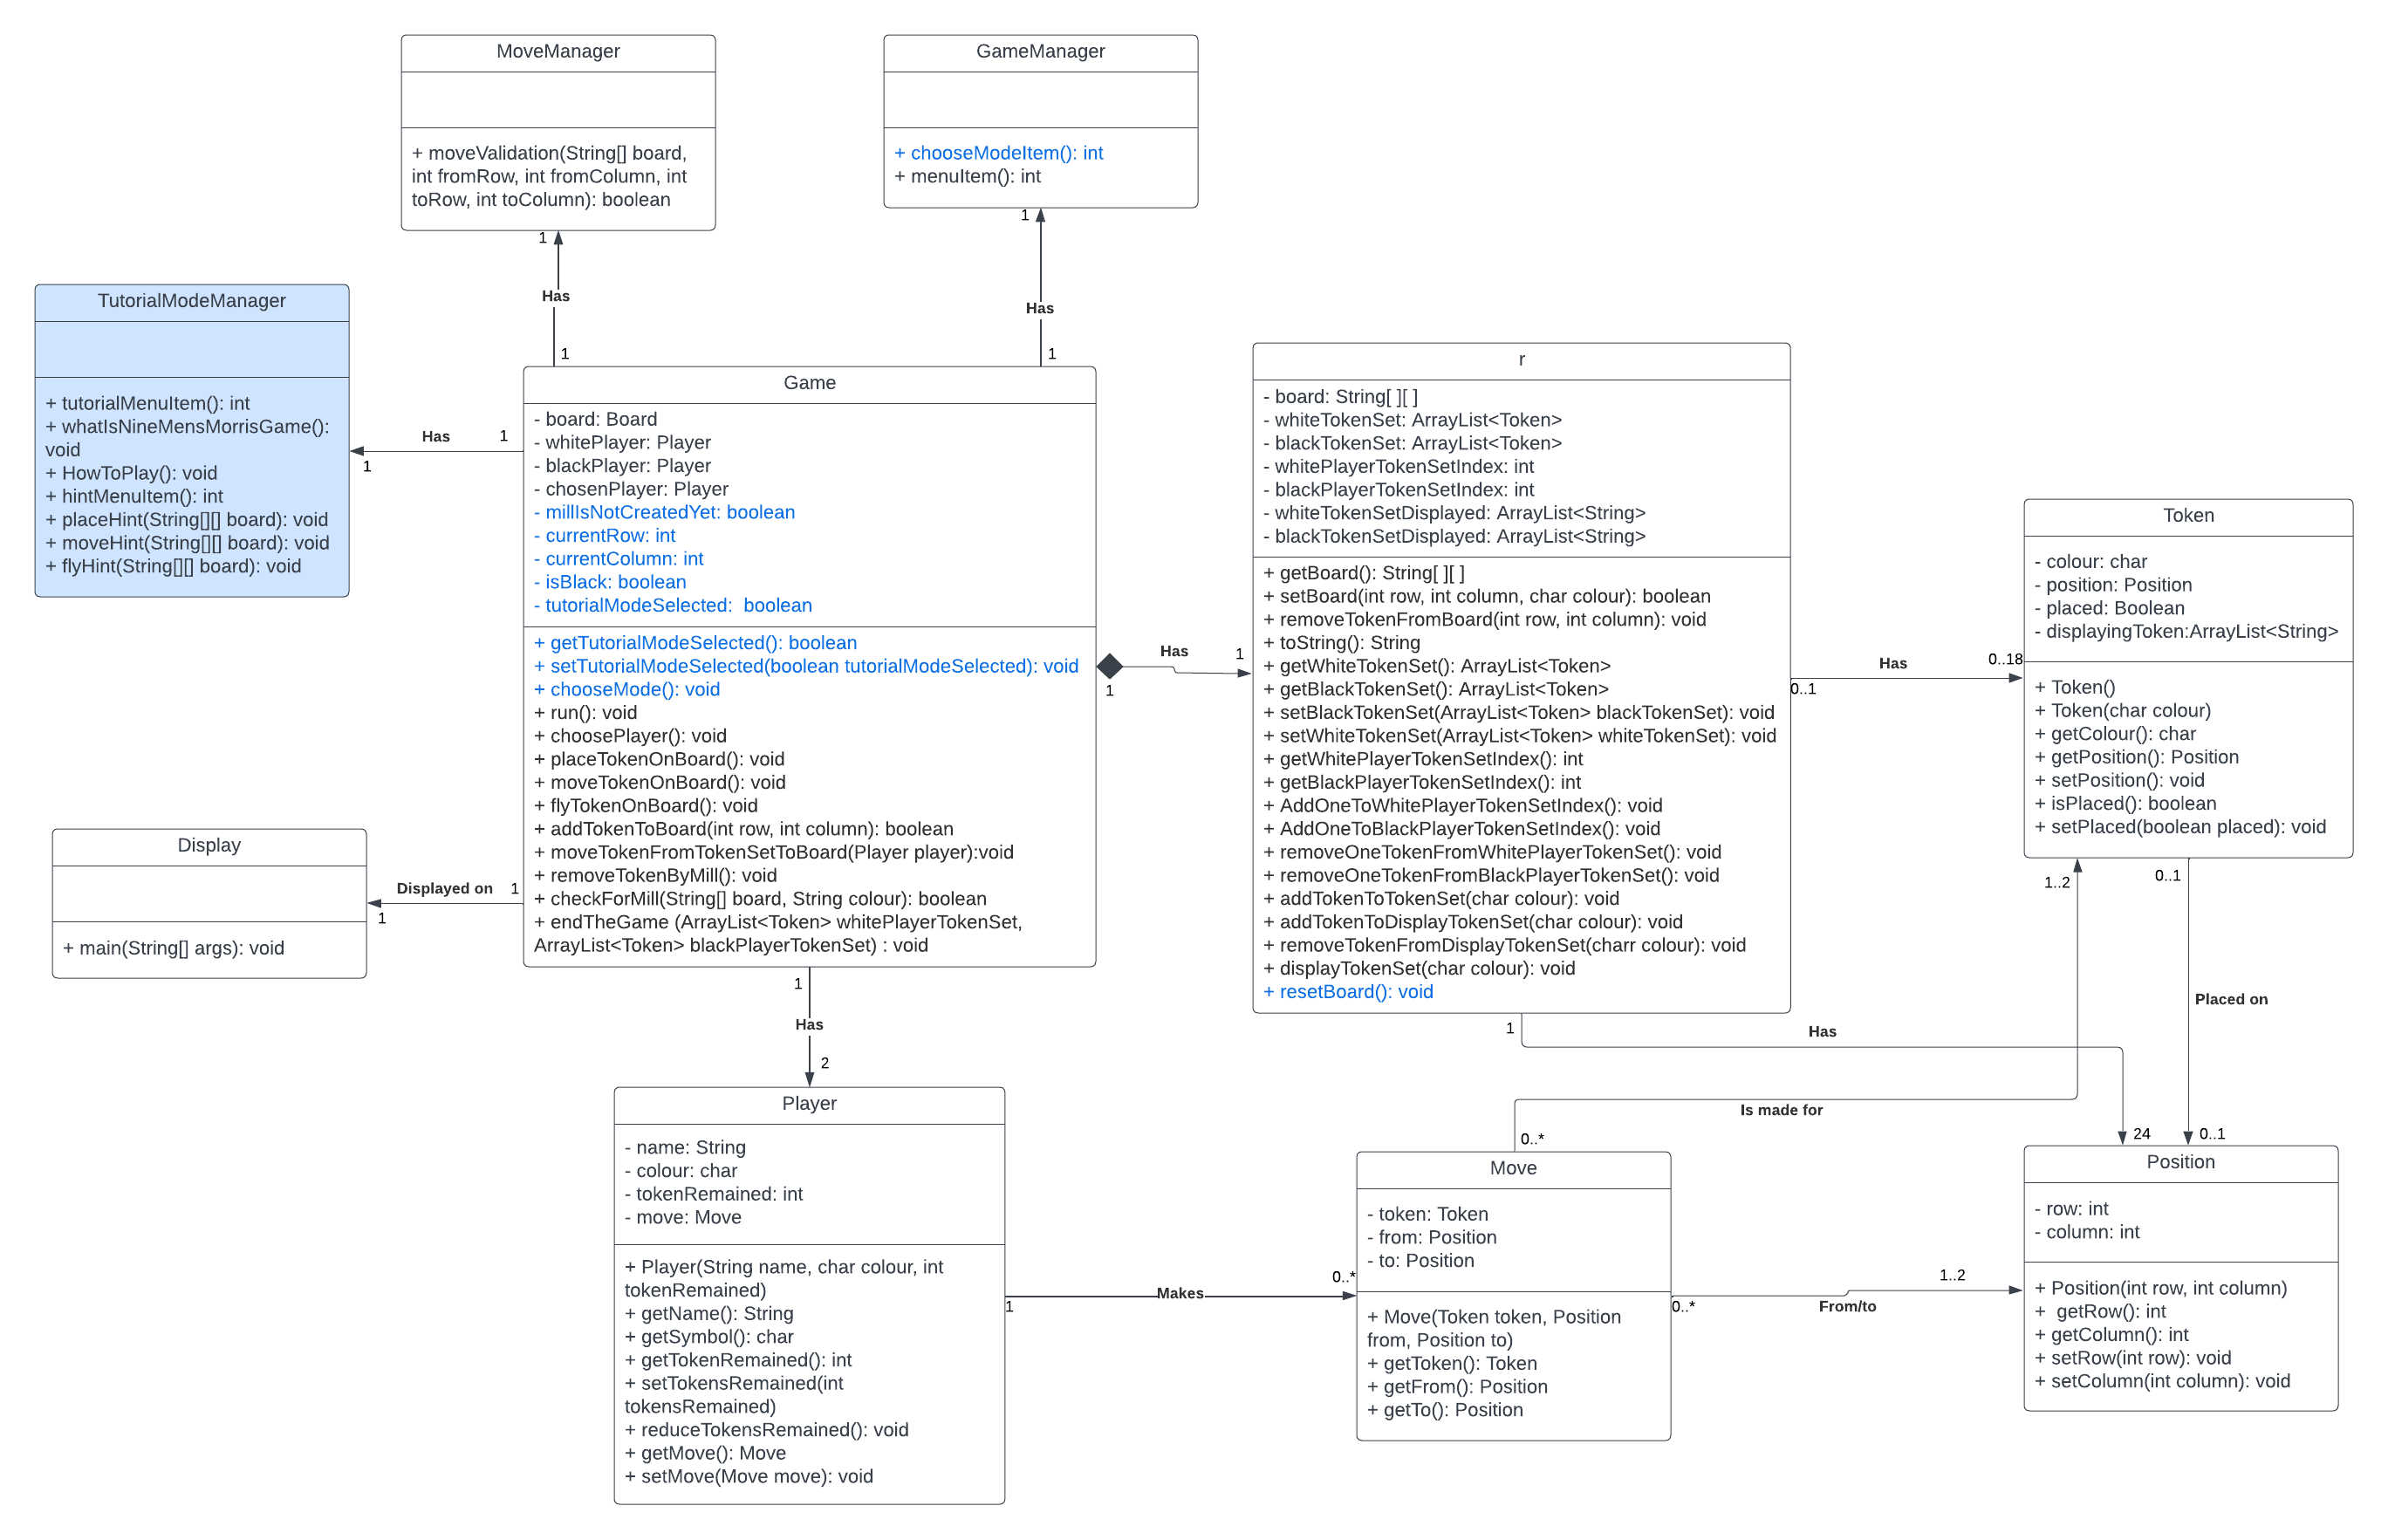 MoveManager
+ moveValidation(String[] board,
int fromRow, int fromColumn, int
toRow, int toColumn): boolean
GameManager
+ chooseModeItem(): int
+ menuItem(): int
1
Has
1
1
Has
1
TutorialModeManager
+ tutorialMenuItem(): int
+ whatIsNineMensMorrisGame():
void
+ HowToPlay(): void
+ hintMenuItem(): int
+ placeHint(String[][] board): void
+ moveHint(String[][] board): void
+ flyHint(String[][] board): void
Has
1
1
Game
- board: Board
- whitePlayer: Player
- blackPlayer: Player
- chosenPlayer: Player
- millIsNotCreatedYet: boolean
- currentRow: int
- currentColumn: int
- isBlack: boolean
- tutorialModeSelected:  boolean
+ getTutorialModeSelected(): boolean
+ setTutorialModeSelected(boolean tutorialModeSelected): void
+ chooseMode(): void
+ run(): void
+ choosePlayer(): void
+ placeTokenOnBoard(): void
+ moveTokenOnBoard(): void
+ flyTokenOnBoard(): void
+ addTokenToBoard(int row, int column): boolean
+ moveTokenFromTokenSetToBoard(Player player):void
+ removeTokenByMill(): void
+ checkForMill(String[] board, String colour): boolean
+ endTheGame (ArrayList<Token> whitePlayerTokenSet,
ArrayList<Token> blackPlayerTokenSet) : void
Has
1
1
r
- board: String[ ][ ]
- whiteTokenSet: ArrayList<Token>
- blackTokenSet: ArrayList<Token>
- whitePlayerTokenSetIndex: int
- blackPlayerTokenSetIndex: int
- whiteTokenSetDisplayed: ArrayList<String>
- blackTokenSetDisplayed: ArrayList<String>
+ getBoard(): String[ ][ ]
+ setBoard(int row, int column, char colour): boolean
+ removeTokenFromBoard(int row, int column): void
+ toString(): String
+ getWhiteTokenSet(): ArrayList<Token>
+ getBlackTokenSet(): ArrayList<Token>
+ setBlackTokenSet(ArrayList<Token> blackTokenSet): void
+ setWhiteTokenSet(ArrayList<Token> whiteTokenSet): void
+ getWhitePlayerTokenSetIndex(): int
+ getBlackPlayerTokenSetIndex(): int
+ AddOneToWhitePlayerTokenSetIndex(): void
+ AddOneToBlackPlayerTokenSetIndex(): void
+ removeOneTokenFromWhitePlayerTokenSet(): void
+ removeOneTokenFromBlackPlayerTokenSet(): void
+ addTokenToTokenSet(char colour): void
+ addTokenToDisplayTokenSet(char colour): void
+ removeTokenFromDisplayTokenSet(charr colour): void
+ displayTokenSet(char colour): void
+ resetBoard(): void
Has
0..18
0..1
Token
- colour: char
- position: Position
- placed: Boolean
- displayingToken:ArrayList<String>
+ Token()
+ Token(char colour)
+ getColour(): char
+ getPosition(): Position
+ setPosition(): void
+ isPlaced(): boolean
+ setPlaced(boolean placed): void
Display
+ main(String[] args): void
Displayed on
1
1
1
Has
2
1
Has
24
1..2
Is made for
0..*
0..1
Placed on
0..1
Player
- name: String
- colour: char
- tokenRemained: int
- move: Move
+ Player(String name, char colour, int
tokenRemained)
+ getName(): String
+ getSymbol(): char
+ getTokenRemained(): int
+ setTokensRemained(int
tokensRemained)
+ reduceTokensRemained(): void
+ getMove(): Move
+ setMove(Move move): void
1
Makes
0..*
Move
- token: Token
- from: Position
- to: Position
+ Move(Token token, Position
from, Position to)
+ getToken(): Token
+ getFrom(): Position
+ getTo(): Position
0..*
From/to
1..2
Position
- row: int
- column: int
+ Position(int row, int column)
+  getRow(): int
+ getColumn(): int
+ setRow(int row): void
+ setColumn(int column): void